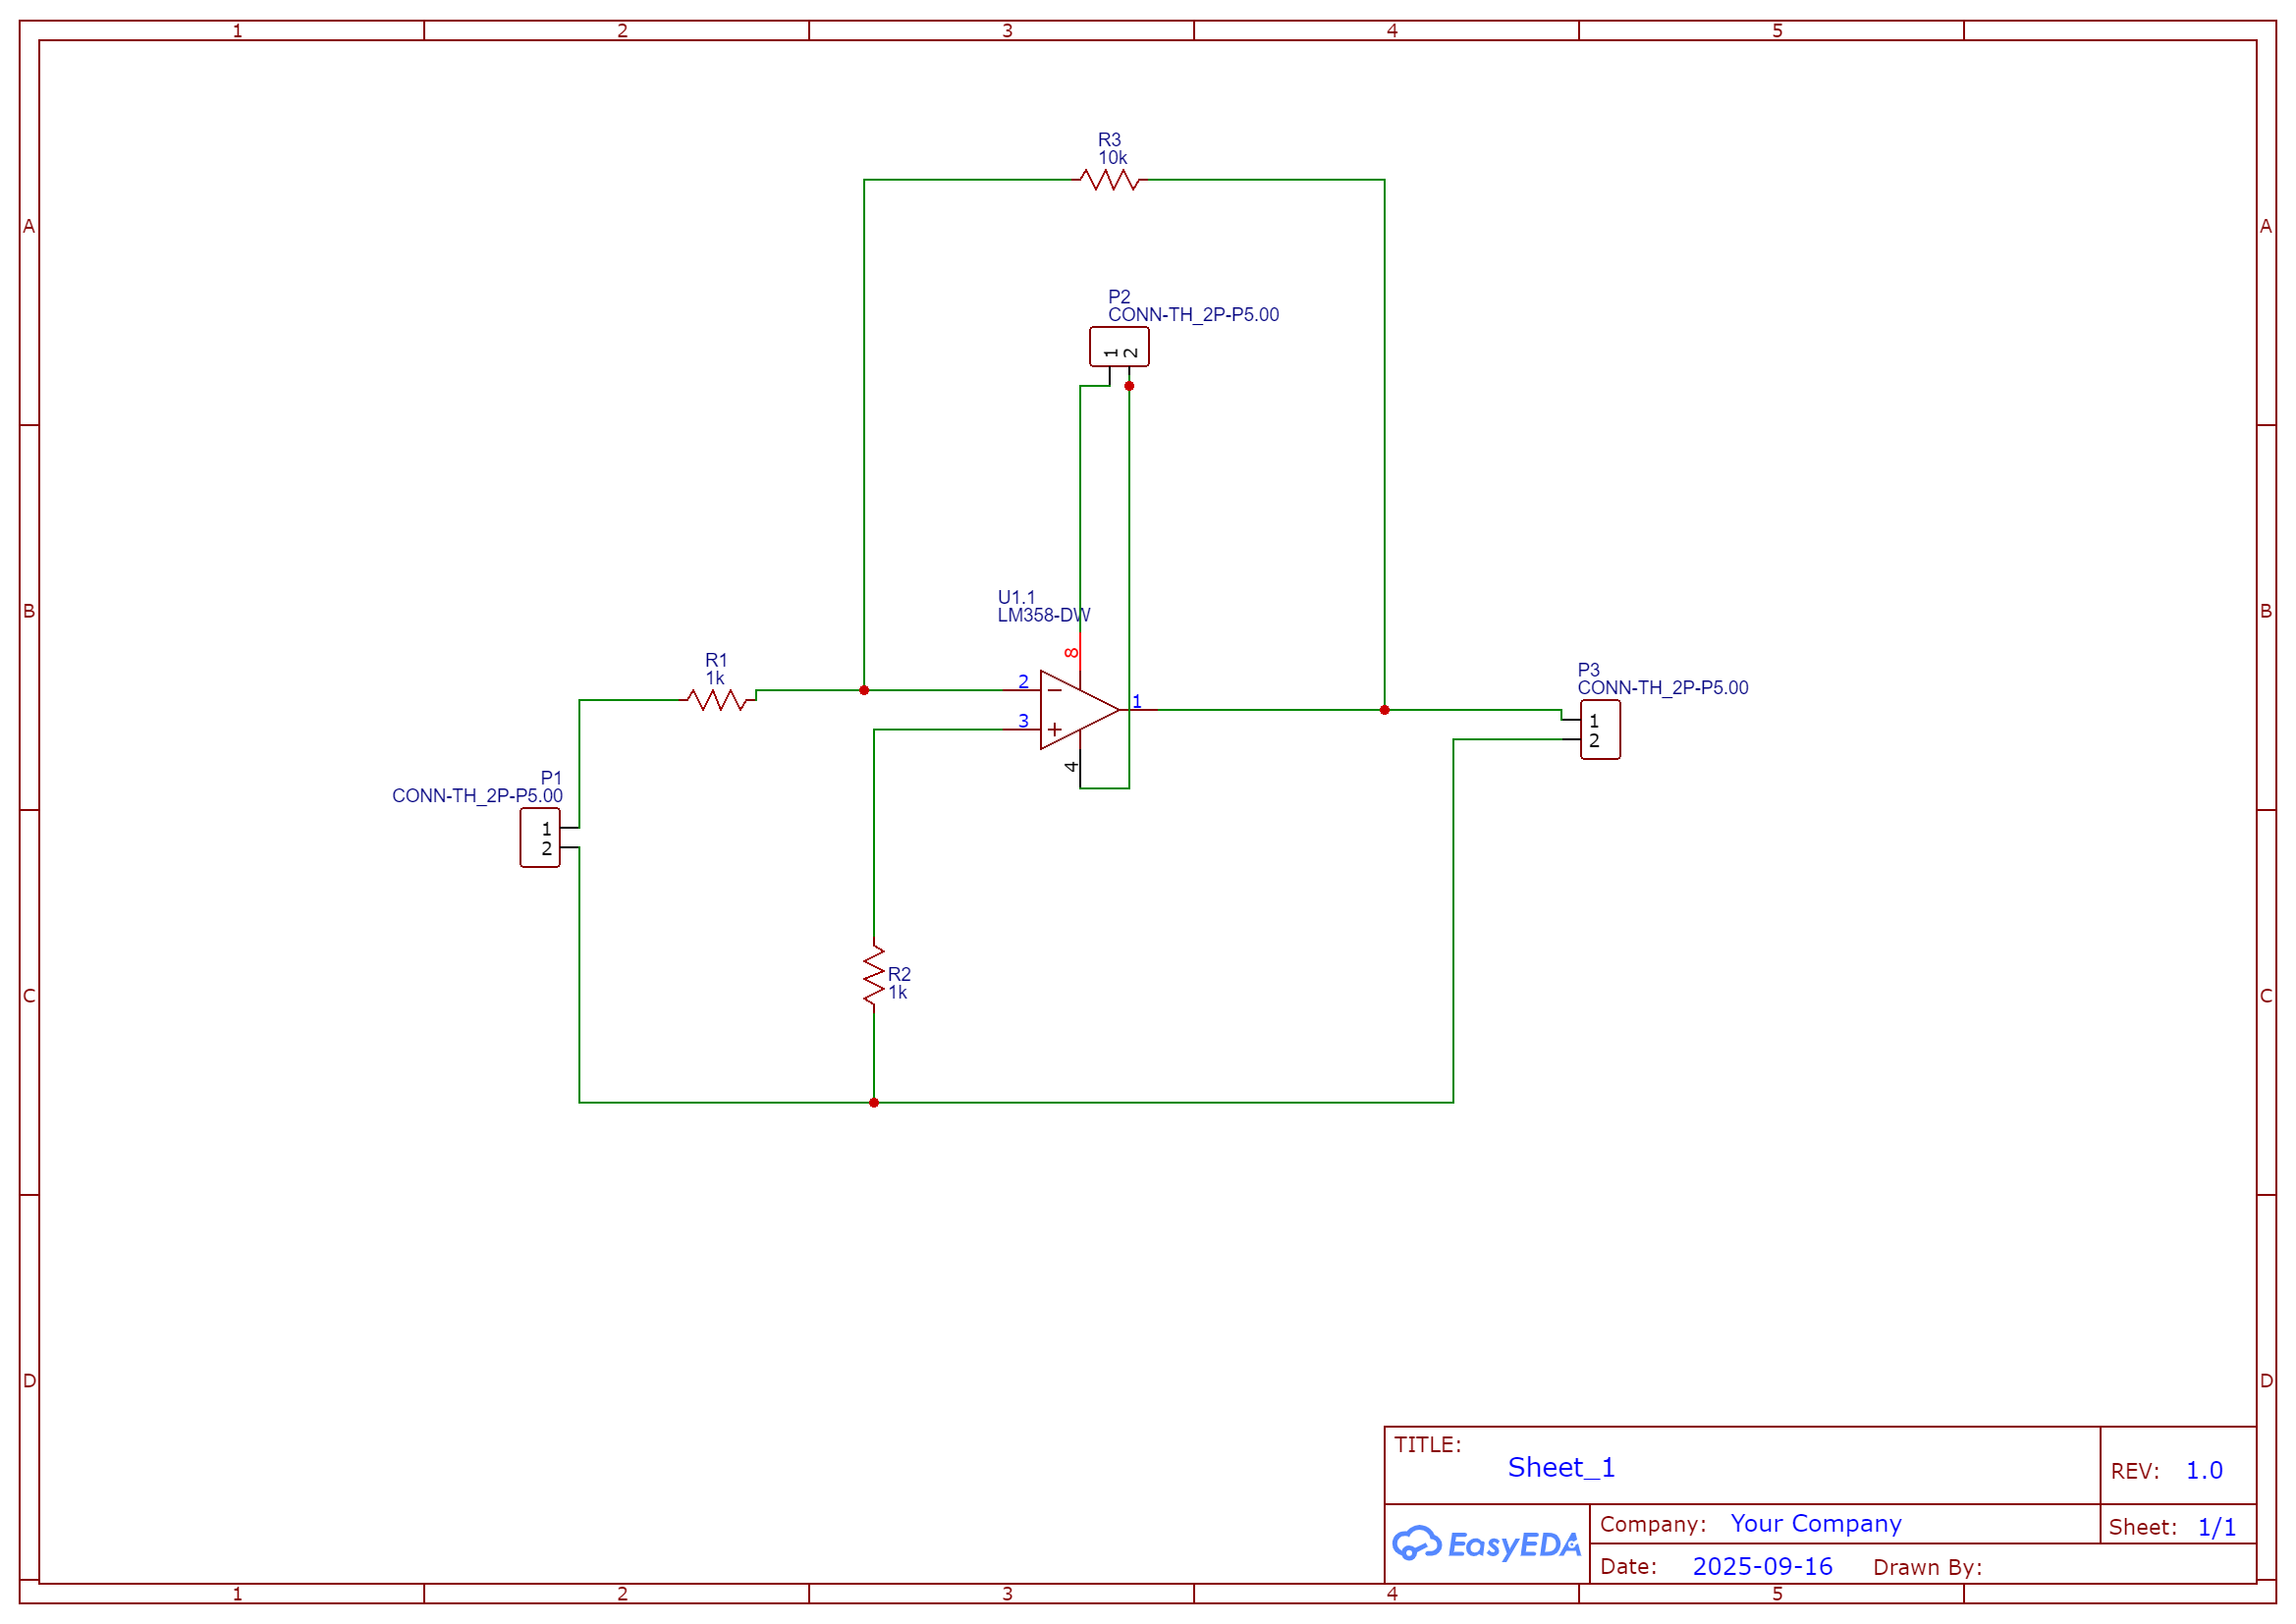 1 2 3 4 5
R3
10k
A A
P2
CONN-TH_2P-P5.00
1 2
U1.1
LM358-DW
B B
8
R1
1k
2
1
3
4
P3
CONN-TH_2P-P5.00
1
2
P1
CONN-TH_2P-P5.00
1
2
R2
1k
C C
D D
TITLE:
Sheet_1
REV: 1.0
EasyEDA
Company: Your Company
Sheet: 1/1
Date: 2025-09-16 Drawn By:
1 2 3 4 5